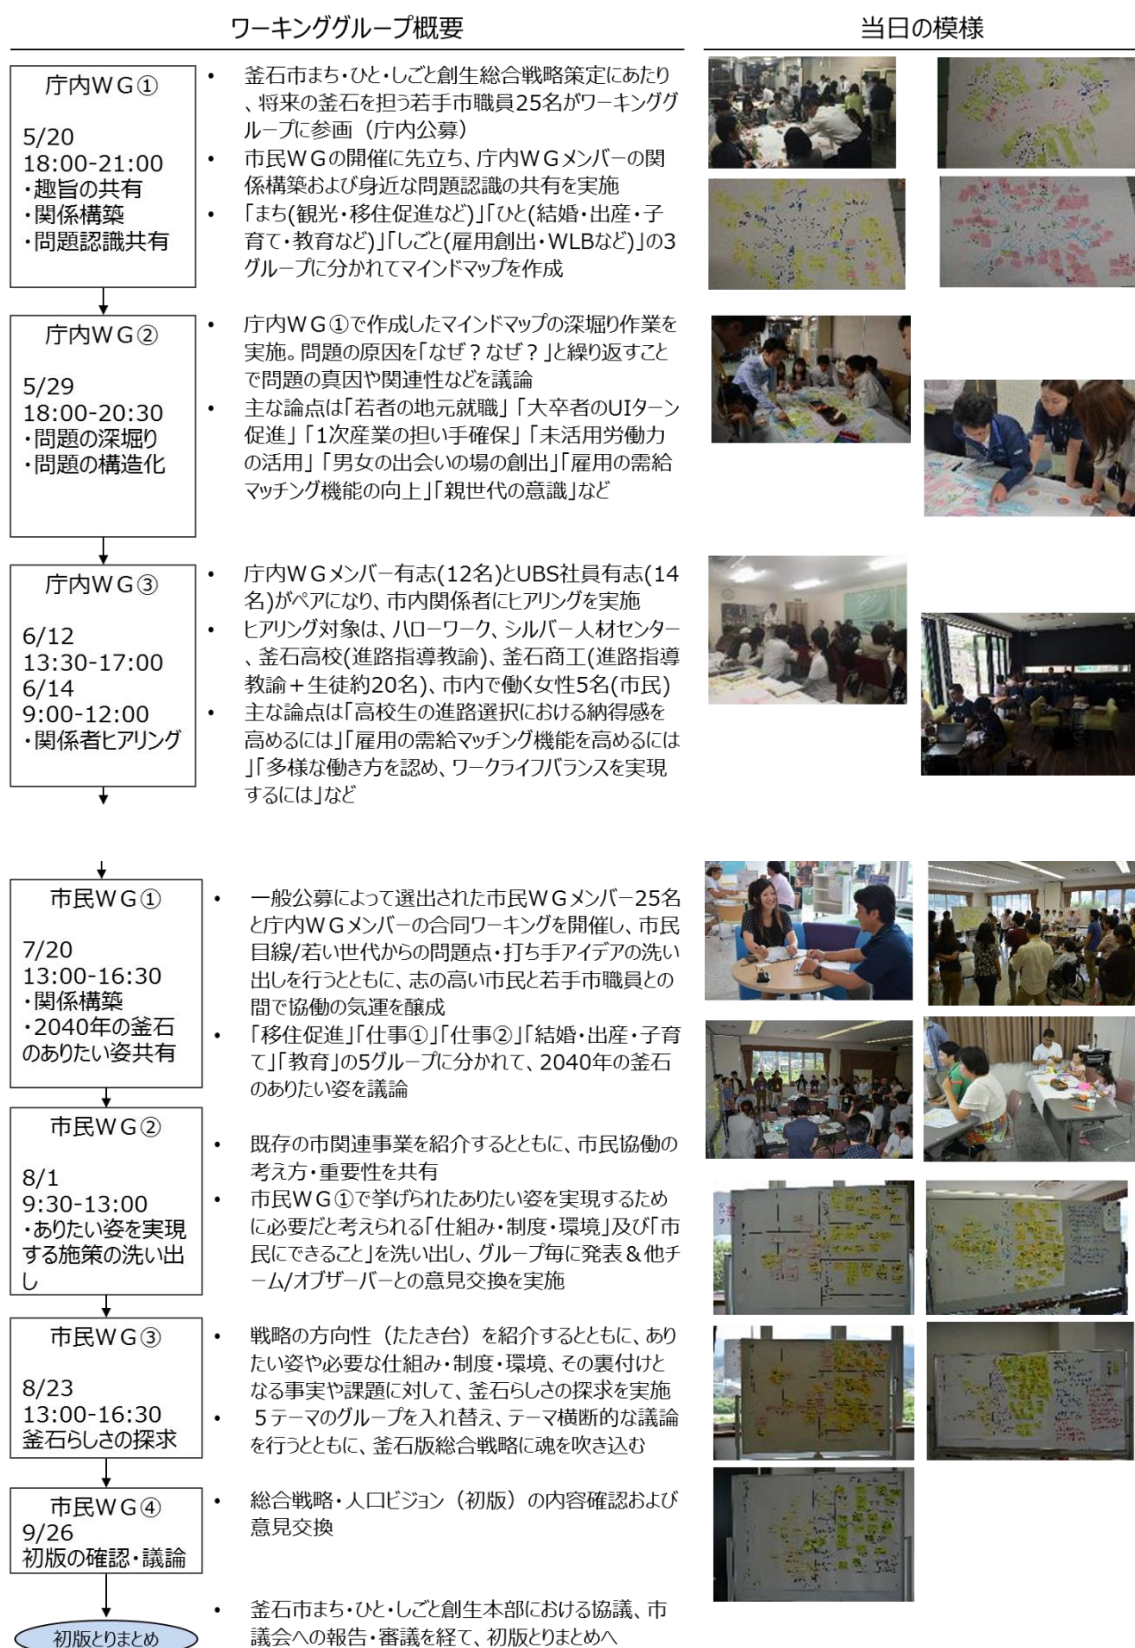 ワーキンググループ概要
当日の模様
庁内ＷＧ①
5/20
18:00-21:00
・趣旨の共有
・関係構築
・問題認識共有
• 釜石市まち・ひと・しごと創生総合戦略策定にあたり
、将来の釜石を担う若手市職員25名がワーキンググ
ループに参画（庁内公募）
• 市民ＷＧの開催に先立ち、庁内ＷＧメンバーの関
係構築および身近な問題認識の共有を実施
• 「まち(観光・移住促進など)」「ひと(結婚・出産・子
育て・教育など)」「しごと(雇用創出・WLBなど)」の3
グループに分かれてマインドマップを作成
庁内ＷＧ②
5/29
18:00-20:30
・問題の深堀り
・問題の構造化
• 庁内ＷＧ①で作成したマインドマップの深堀り作業を
実施。問題の原因を「なぜ？なぜ？」と繰り返すこと
で問題の真因や関連性などを議論
• 主な論点は「若者の地元就職」「大卒者のUIターン
促進」「1次産業の担い手確保」「未活用労働力
の活用」「男女の出会いの場の創出」「雇用の需給
マッチング機能の向上」「親世代の意識」など
庁内ＷＧ③
6/12
13:30-17:00
6/14
9:00-12:00
・関係者ヒアリング
• 庁内ＷＧメンバー有志(12名)とUBS社員有志(14
名)がペアになり、市内関係者にヒアリングを実施
• ヒアリング対象は、ハローワーク、シルバー人材センター
、釜石高校(進路指導教諭)、釜石商工(進路指導
教諭＋生徒約20名)、市内で働く女性5名(市民)
• 主な論点は「高校生の進路選択における納得感を
高めるには」「雇用の需給マッチング機能を高めるには
」「多様な働き方を認め、ワークライフバランスを実現
するには」など
市民ＷＧ①
7/20
13:00-16:30
・関係構築
・2040年の釜石
のありたい姿共有
• 一般公募によって選出された市民ＷＧメンバー25名
と庁内ＷＧメンバーの合同ワーキングを開催し、市民
目線/若い世代からの問題点・打ち手アイデアの洗い
出しを行うとともに、志の高い市民と若手市職員との
間で協働の気運を醸成
• 「移住促進」「仕事①」「仕事②」「結婚・出産・子育
て」「教育」の5グループに分かれて、2040年の釜石
のありたい姿を議論
市民ＷＧ②
8/1
9:30-13:00
・ありたい姿を実現
する施策の洗い出
し
• 既存の市関連事業を紹介するとともに、市民協働の
考え方・重要性を共有
• 市民ＷＧ①で挙げられたありたい姿を実現するため
に必要だと考えられる「仕組み・制度・環境」及び「市
民にできること」を洗い出し、グループ毎に発表＆他チ
ーム/オブザーバーとの意見交換を実施
市民ＷＧ③
8/23
13:00-16:30
釜石らしさの探求
• 戦略の方向性（たたき台）を紹介するとともに、あり
たい姿や必要な仕組み・制度・環境、その裏付けと
なる事実や課題に対して、釜石らしさの探求を実施
• ５テーマのグループを入れ替え、テーマ横断的な議論
を行うとともに、釜石版総合戦略に魂を吹き込む
市民ＷＧ④
9/26
初版の確認・議論
• 総合戦略・人口ビジョン（初版）の内容確認および
意見交換
初版とりまとめ
• 釜石市まち・ひと・しごと創生本部における協議、市
議会への報告・審議を経て、初版とりまとめへ